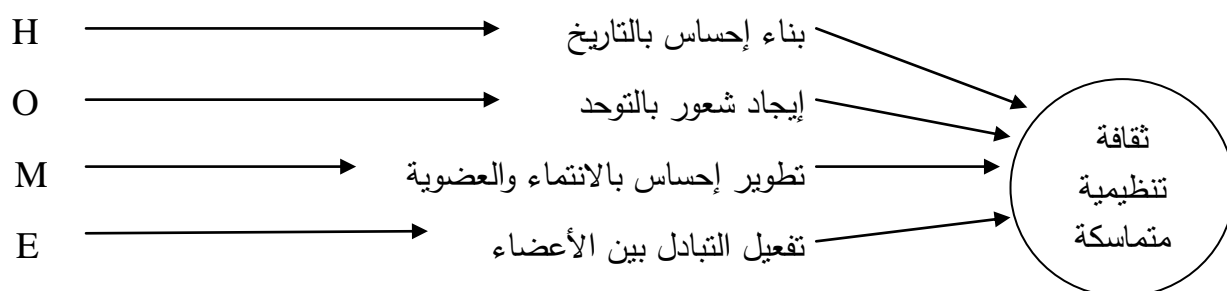 H بناء إحساس بالتاريخ
O إيجاد شعور بالتوحد
M تطوير إحساس بالانتماء والعضوية
E تفعيل التبادل بين الأعضاء
ثقافة
تنظيمية
متماسكة